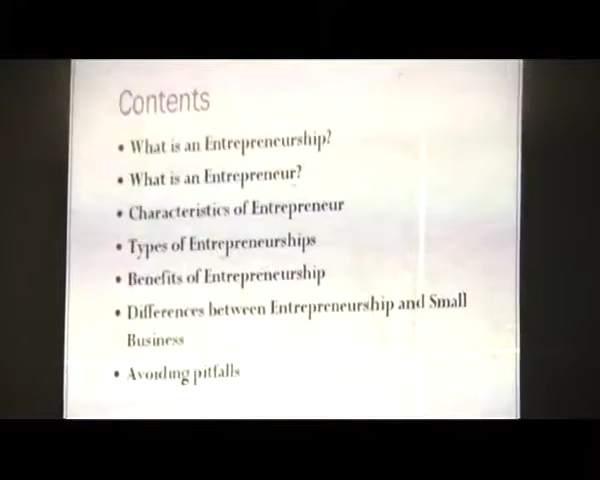 Contents
• What is an Entrepreneurship?
• What is an Entrepreneur?
• Characteristics of Entrepreneur
• Types of Entrepreneurships
• Benefits of Entrepreneurship
• Differences between Entrepreneurship and Small
Business
• Avoiding pitfalls